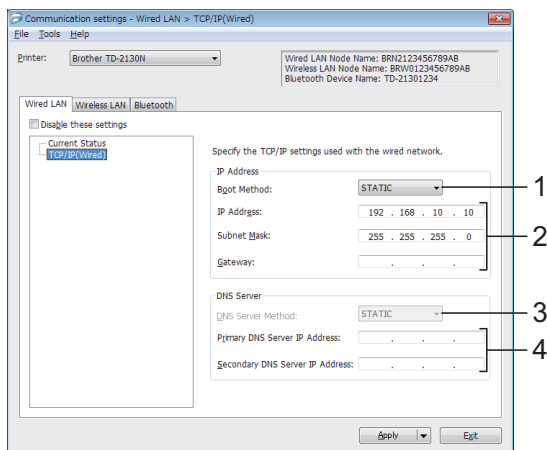 Communication settings - Wired LAN > TCP/IP(Wired)
File Tools Help
Printer: Brother TD-2130N
Wired LAN Node Name: BRN2123456789AB
Wireless LAN Node Name: BRW0123456789AB
Bluetooth Device Name: TD-21301234
Wired LAN Wireless LAN Bluetooth
Disable these settings
Current Status
TCP/IP(Wired)
Specify the TCP/IP settings used with the wired network.
IP Address
Boot Method: STATIC 1
IP Address: 192 . 168 . 10 . 10
Subnet Mask: 255 . 255 . 255 . 0 2
Gateway: . . .
DNS Server
DNS Server Method: STATIC 3
Primary DNS Server IP Address: . . .
4
Secondary DNS Server IP Address: . . .
Apply Exit